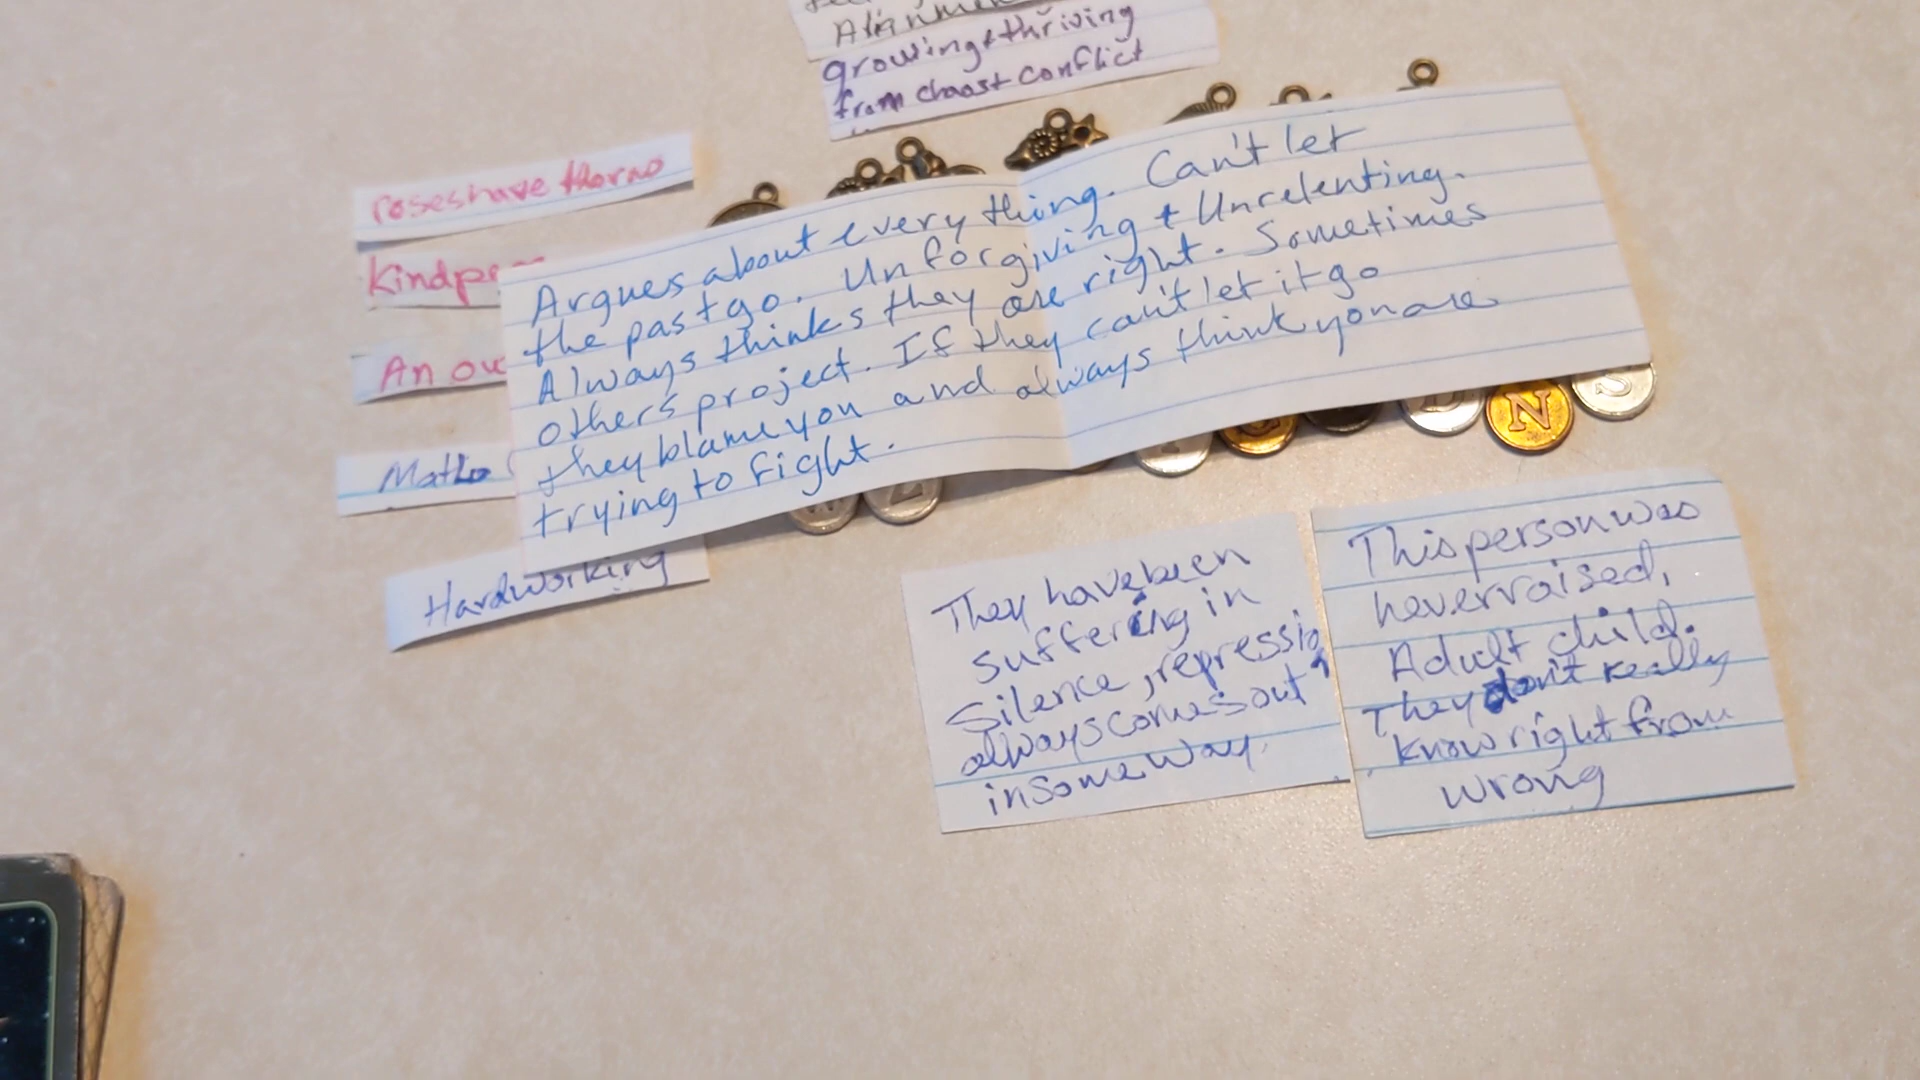 growing & thriving
from chaos + conflict
roses have thorns
An
Hardworking
Argues about everything. Can't let
the past go. Unforgiving + Unrelenting.
Always thinks they are right. Sometimes
others project. If they can't let it go
they blame you and always think you are
trying to fight.
They have been
suffering in
Silence, repressio
always comes out
in some way.
This person was
never raised,
Adult child.
They don't really
know right from
wrong
D N S